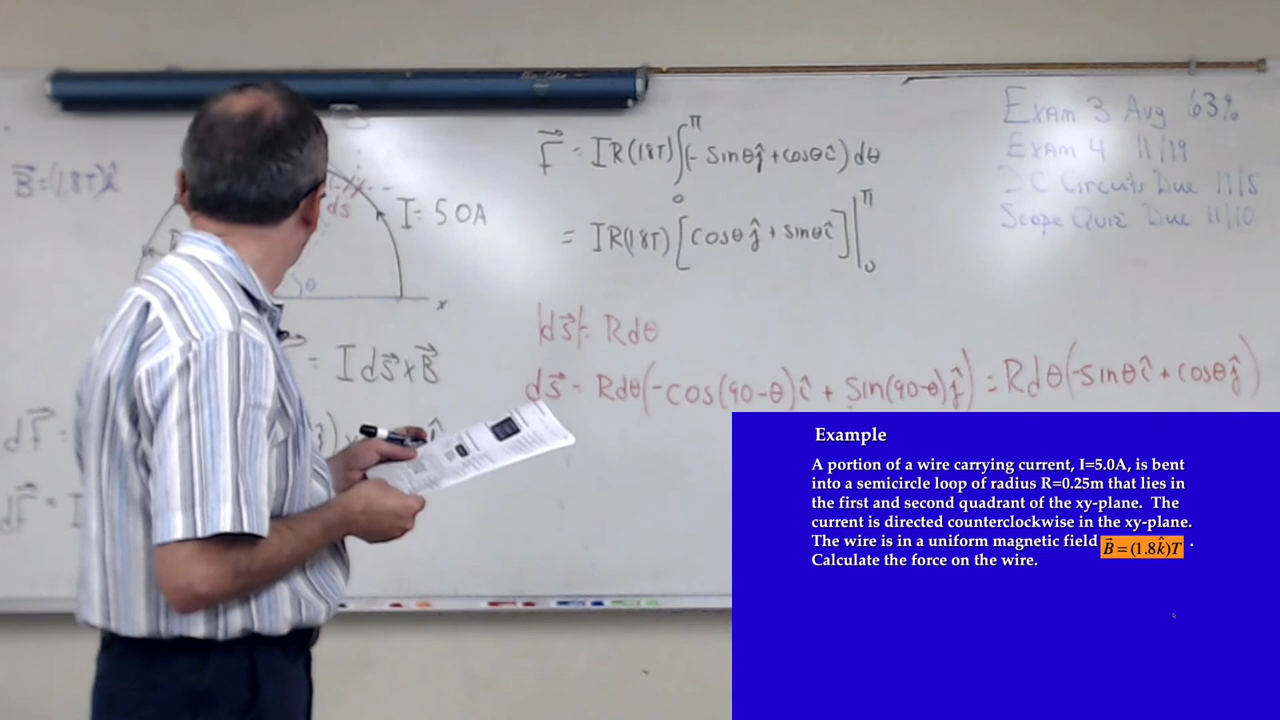 B⃗ = (1.8T)k̂
ds
I = 5.0A
θ
x
= I ds⃗ × B⃗
dF⃗ =
dF⃗ = I
F⃗ = IR(1.8T) ∫₀^π (- sinθ ĵ + cosθ î) dθ
= IR(1.8T) [cosθ ĵ + sinθ î] |₀^π
|ds⃗| = Rdθ
ds⃗ = Rdθ(-cos(90-θ) î + sin(90-θ) ĵ) = Rdθ(-sinθ î + cosθ ĵ)
Exam 3 Avg 63%
Exam 4 11/19
DC Circuits Due 11/5
Scope Quiz Due 11/10
Example
A portion of a wire carrying current, I=5.0A, is bent
into a semicircle loop of radius R=0.25m that lies in
the first and second quadrant of the xy-plane. The
current is directed counterclockwise in the xy-plane.
The wire is in a uniform magnetic field B⃗ = (1.8k̂)T .
Calculate the force on the wire.